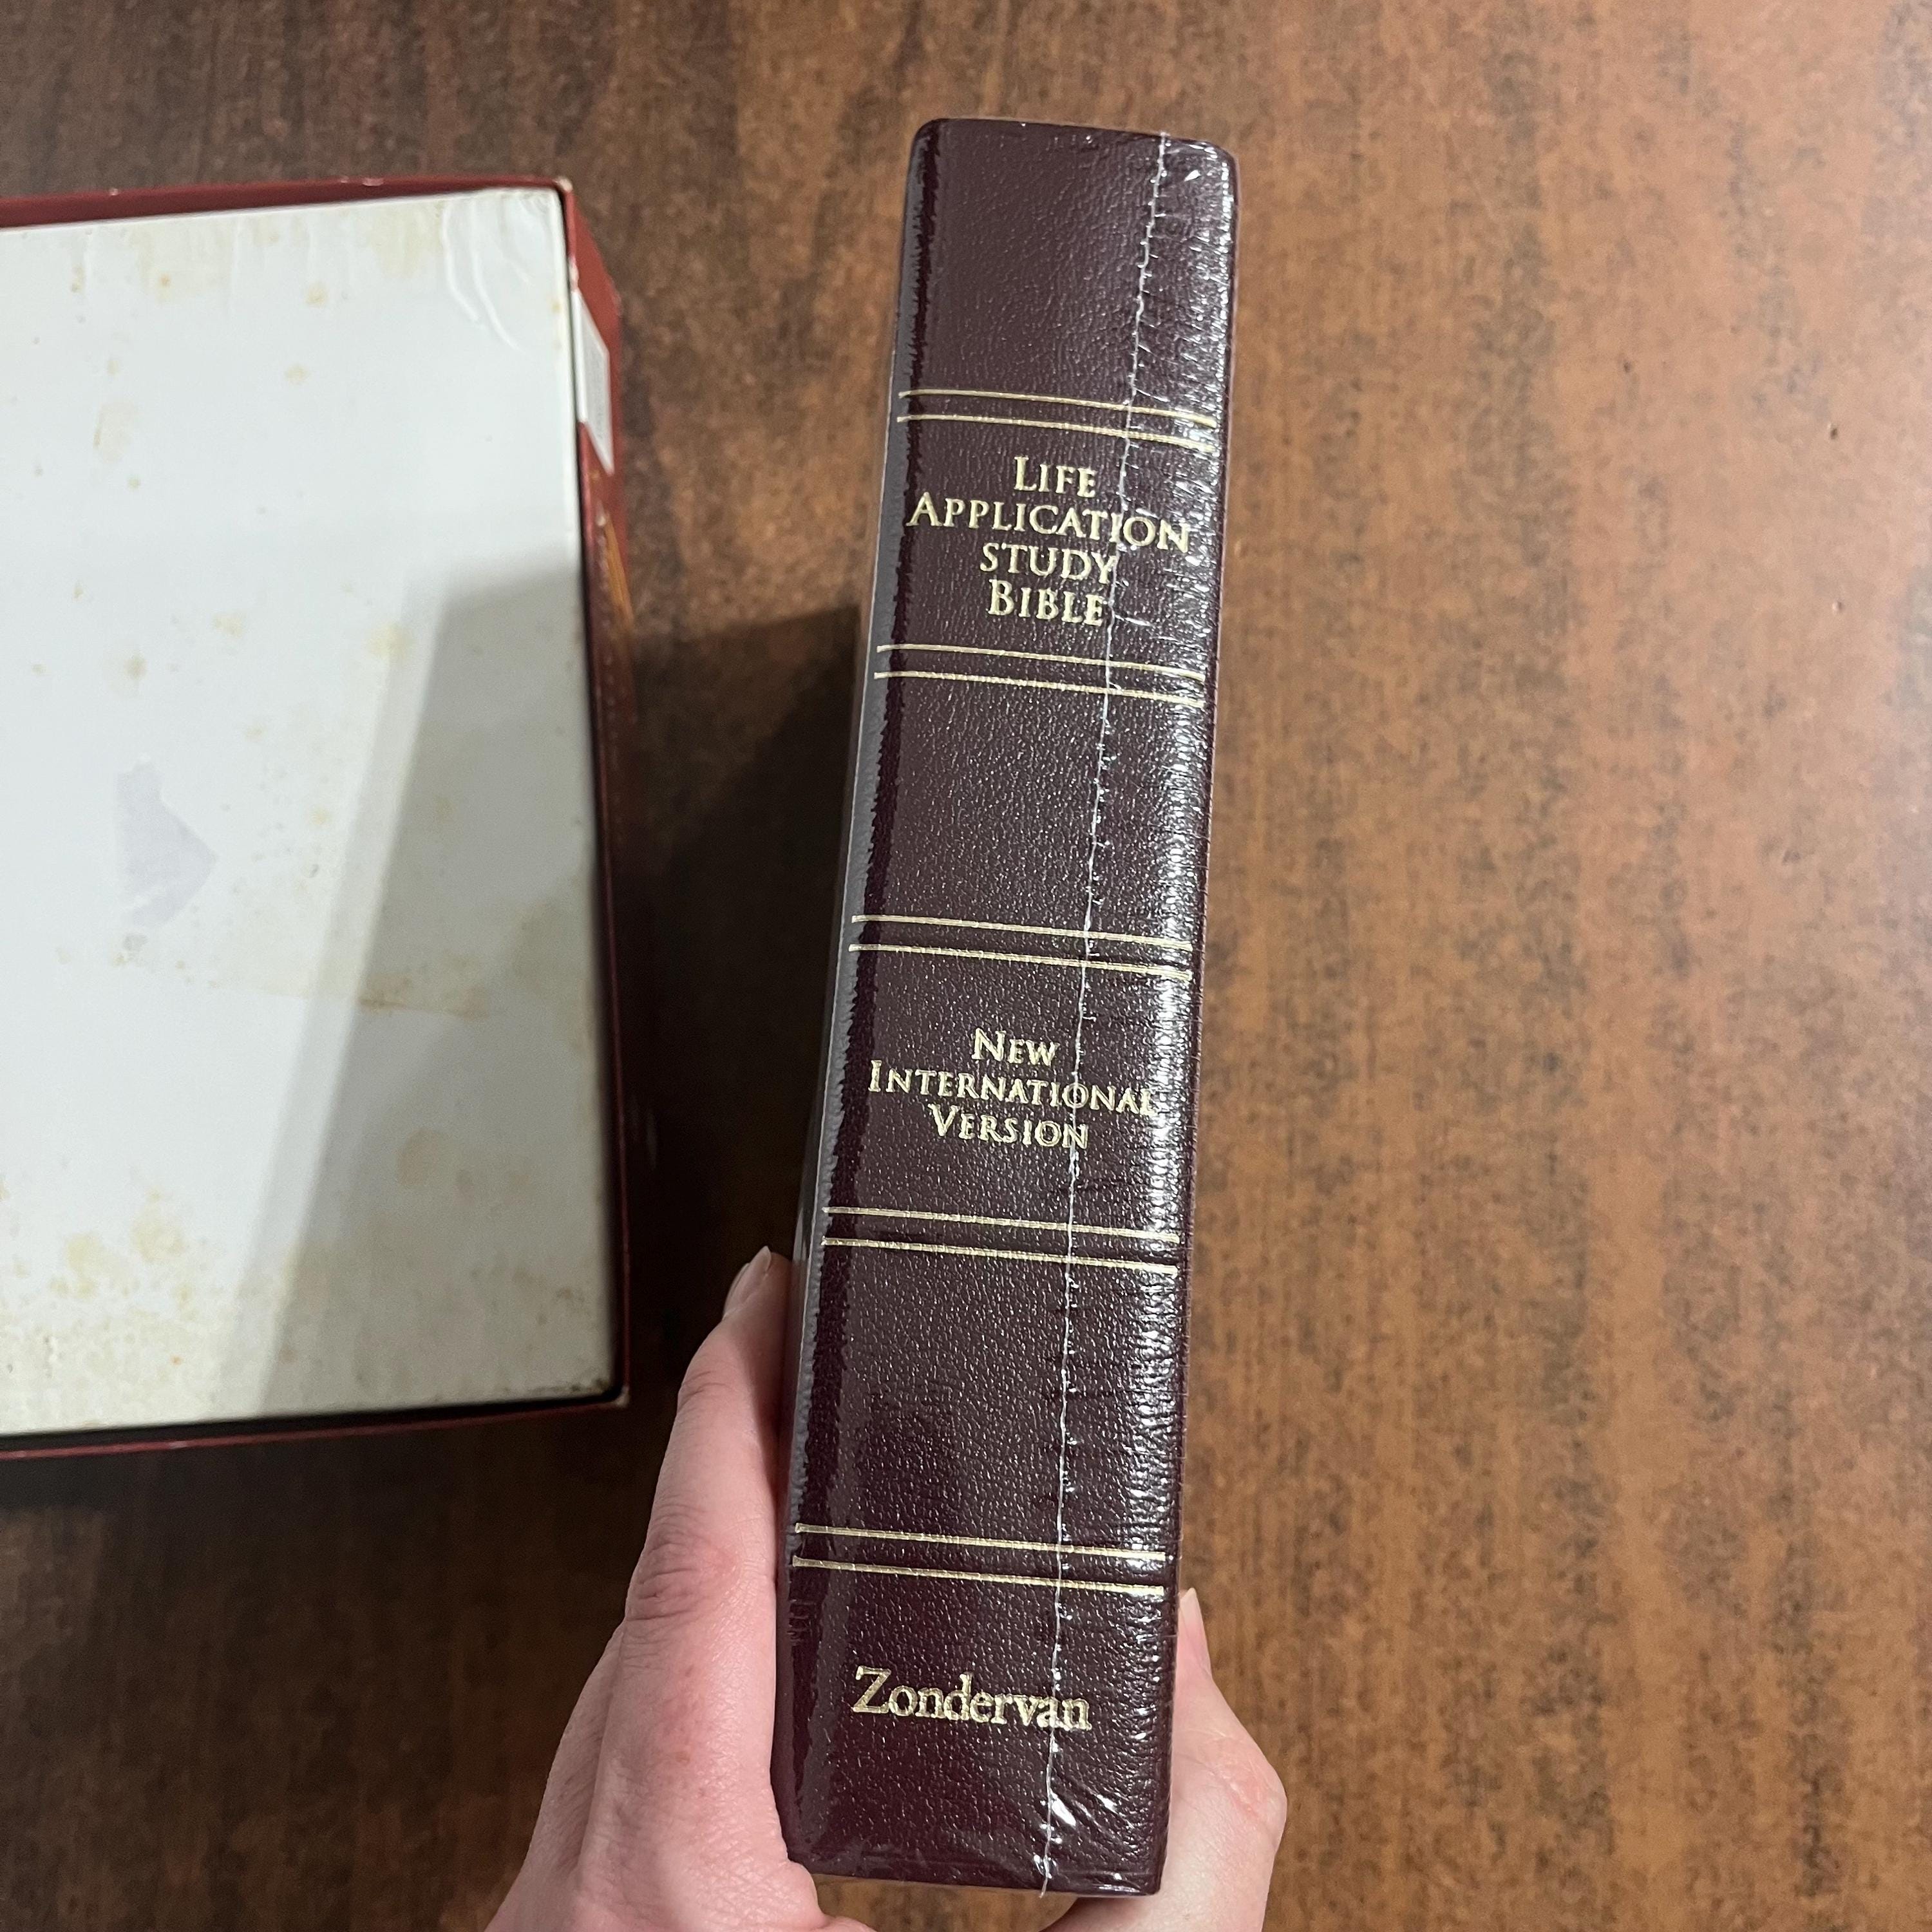 LIFE
APPLICATION
STUDY
BIBLE
NEW
INTERNATIONAL
VERSION
Zondervan